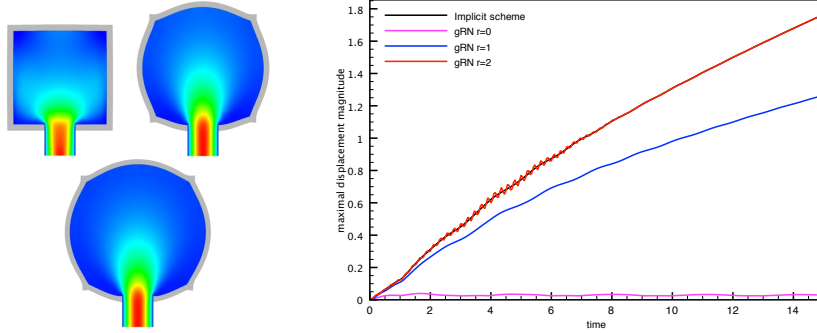 Implicit scheme
gRN r=0
gRN r=1
gRN r=2
maximal displacement magnitude
1.8
1.6
1.4
1.2
1
0.8
0.6
0.4
0.2
0
0 2 4 6 8 10 12 14
time